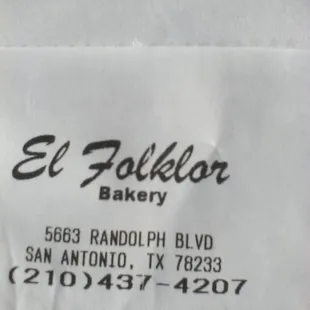 El Folklor
Bakery
5663 RANDOLPH BLVD
SAN ANTONIO, TX 78233
(210)437-4207